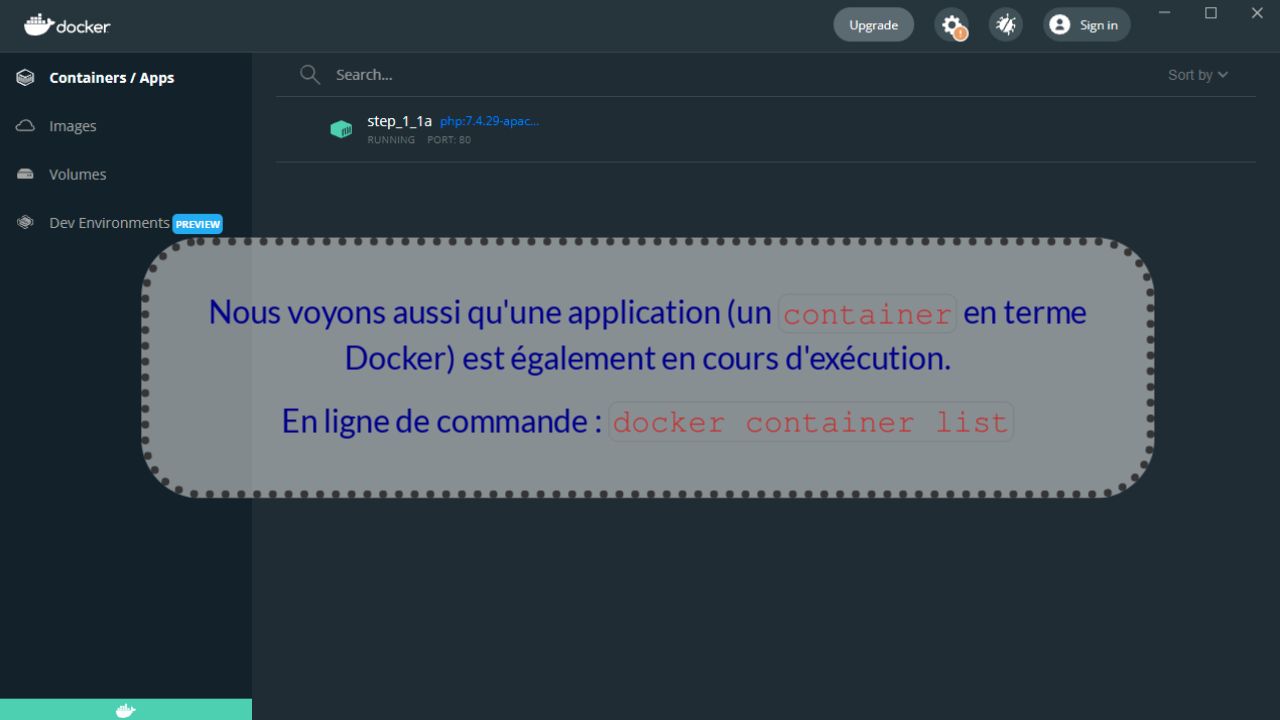 docker
Upgrade
Sign in
Containers / Apps
Images
Volumes
Dev Environments PREVIEW
Search...
Sort by
step_1_1a php:7.4.29-apac...
RUNNING PORT: 80
Nous voyons aussi qu'une application (un container en terme
Docker) est également en cours d'exécution.
En ligne de commande : docker container list